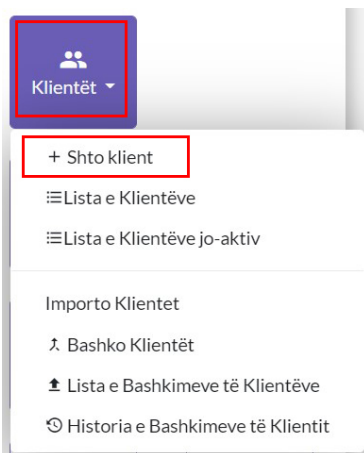 Klientët
+ Shto klient
Lista e Klientëve
Lista e Klientëve jo-aktiv
Importo Klientet
Bashko Klientët
Lista e Bashkimeve të Klientëve
Historia e Bashkimeve të Klientit